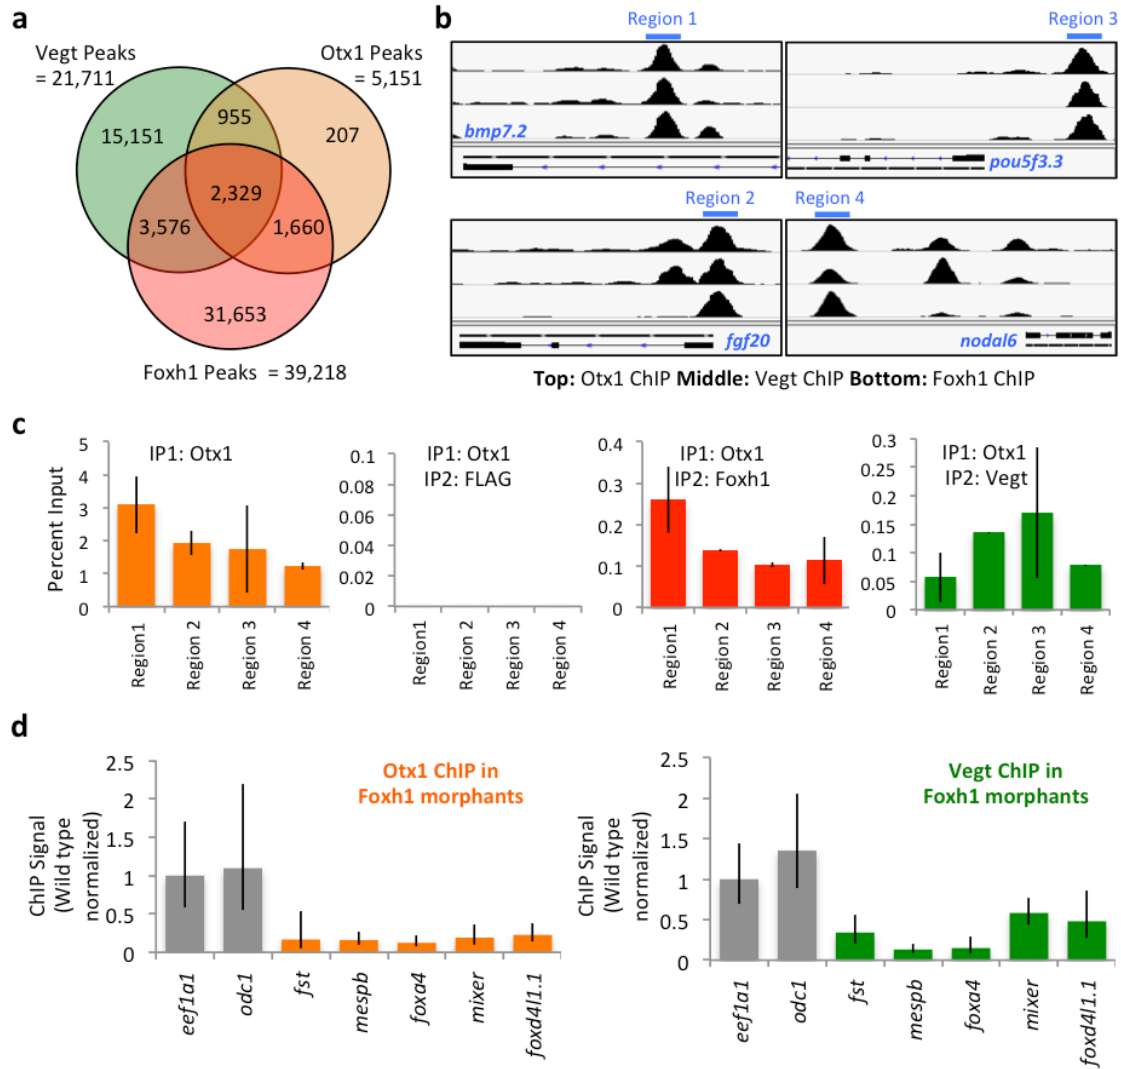 a
Vegt Peaks
= 21,711
Otx1 Peaks
= 5,151
955
15,151
207
2,329
3,576
1,660
31,653
Foxh1 Peaks = 39,218
b
Region 1
Region 3
bmp7.2
pou5f3.3
Region 2
Region 4
fgf20
nodal6
Top: Otx1 ChIP Middle: Vegt ChIP Bottom: Foxh1 ChIP
c
Percent Input
5
4
3
2
1
0
IP1: Otx1
Region1
Region 2
Region 3
Region 4
0.1
0.08
0.06
0.04
0.02
0
IP1: Otx1
IP2: FLAG
Region1
Region 2
Region 3
Region 4
0.4
0.3
0.2
0.1
0
IP1: Otx1
IP2: Foxh1
Region1
Region 2
Region 3
Region 4
0.3
0.25
0.2
0.15
0.1
0.05
0
IP1: Otx1
IP2: Vegt
Region1
Region 2
Region 3
Region 4
d
ChIP Signal
(Wild type
normalized)
2.5
2
1.5
1
0.5
0
Otx1 ChIP in
Foxh1 morphants
eef1a1
odc1
fst
mespb
foxa4
mixer
foxd4l1.1
ChIP Signal
(Wild type
normalized)
2.5
2
1.5
1
0.5
0
Vegt ChIP in
Foxh1 morphants
eef1a1
odc1
fst
mespb
foxa4
mixer
foxd4l1.1